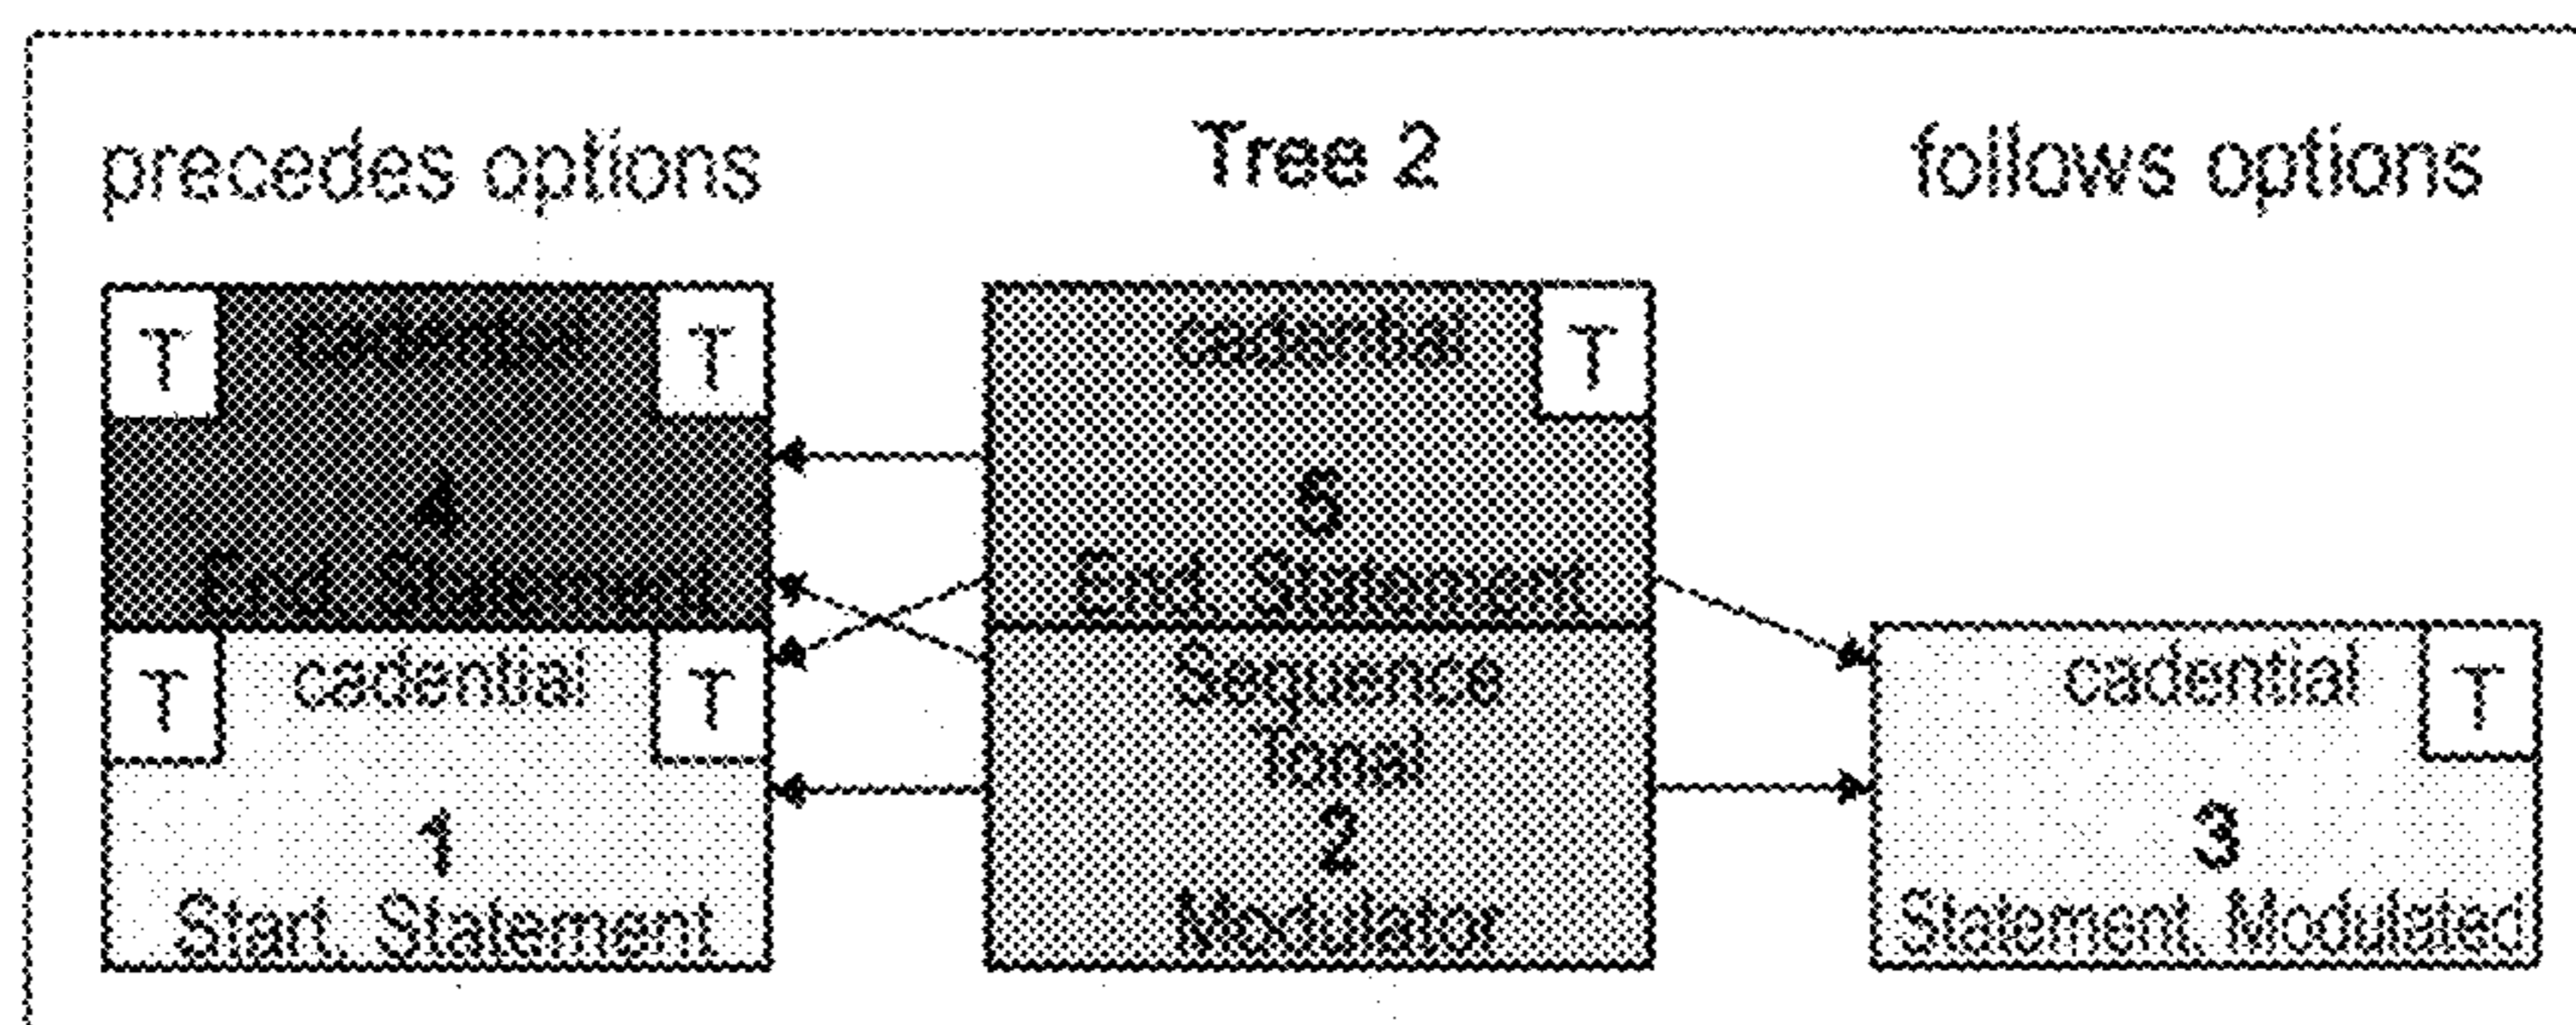 precedes options
Tree 2
follows options
T cadential T
4
End. Statement
T cadential T
1
Start. Statement
cadential T
5
End. Statement
Sequence
Tonal
2
Modulator
cadential T
3
Statement. Modulated